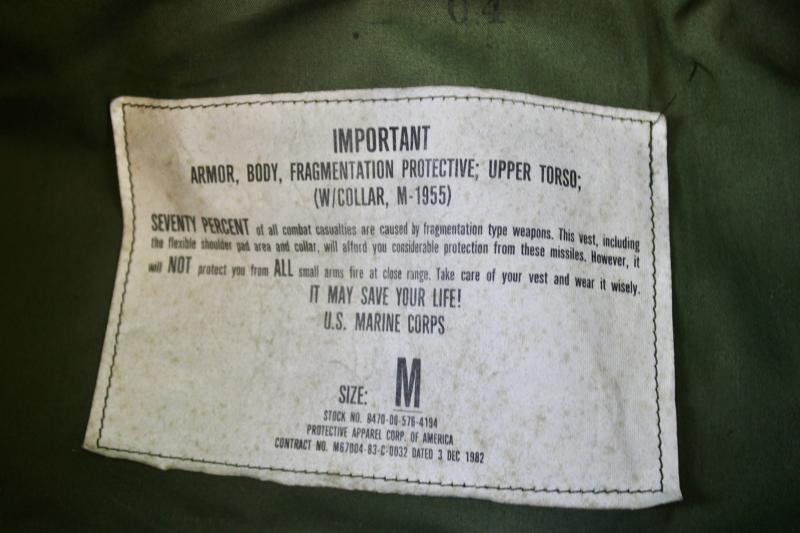 64
IMPORTANT
ARMOR, BODY, FRAGMENTATION PROTECTIVE; UPPER TORSO;
(W/COLLAR, M-1955)
SEVENTY PERCENT of all combat casualties are caused by fragmentation type weapons. This vest, including
the flexible shoulder pad area and collar, will afford you considerable protection from these missiles. However, it
will NOT protect you from ALL small arms fire at close range. Take care of your vest and wear it wisely.
IT MAY SAVE YOUR LIFE!
U.S. MARINE CORPS
SIZE: M
STOCK NO. 8470-00-576-4194
PROTECTIVE APPAREL CORP. OF AMERICA
CONTRACT NO. M67004-83-C-0032 DATED 3 DEC 1982